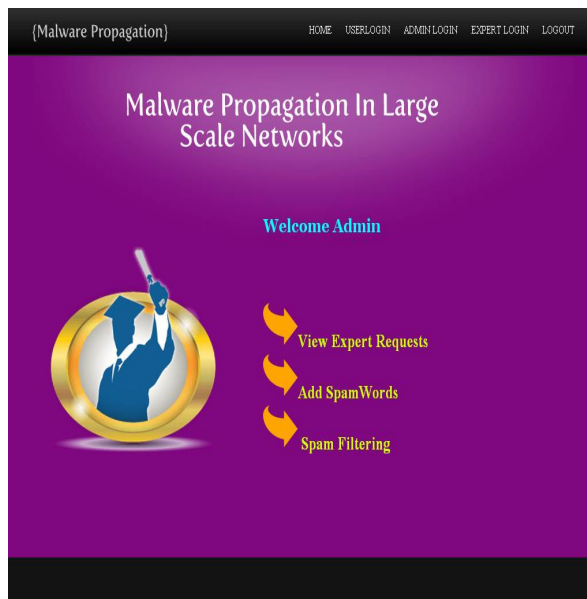 {Malware Propagation}
HOME USERLOGIN ADMIN LOGIN EXPERT LOGIN LOGOUT
Malware Propagation In Large
Scale Networks
Welcome Admin
View Expert Requests
Add SpamWords
Spam Filtering